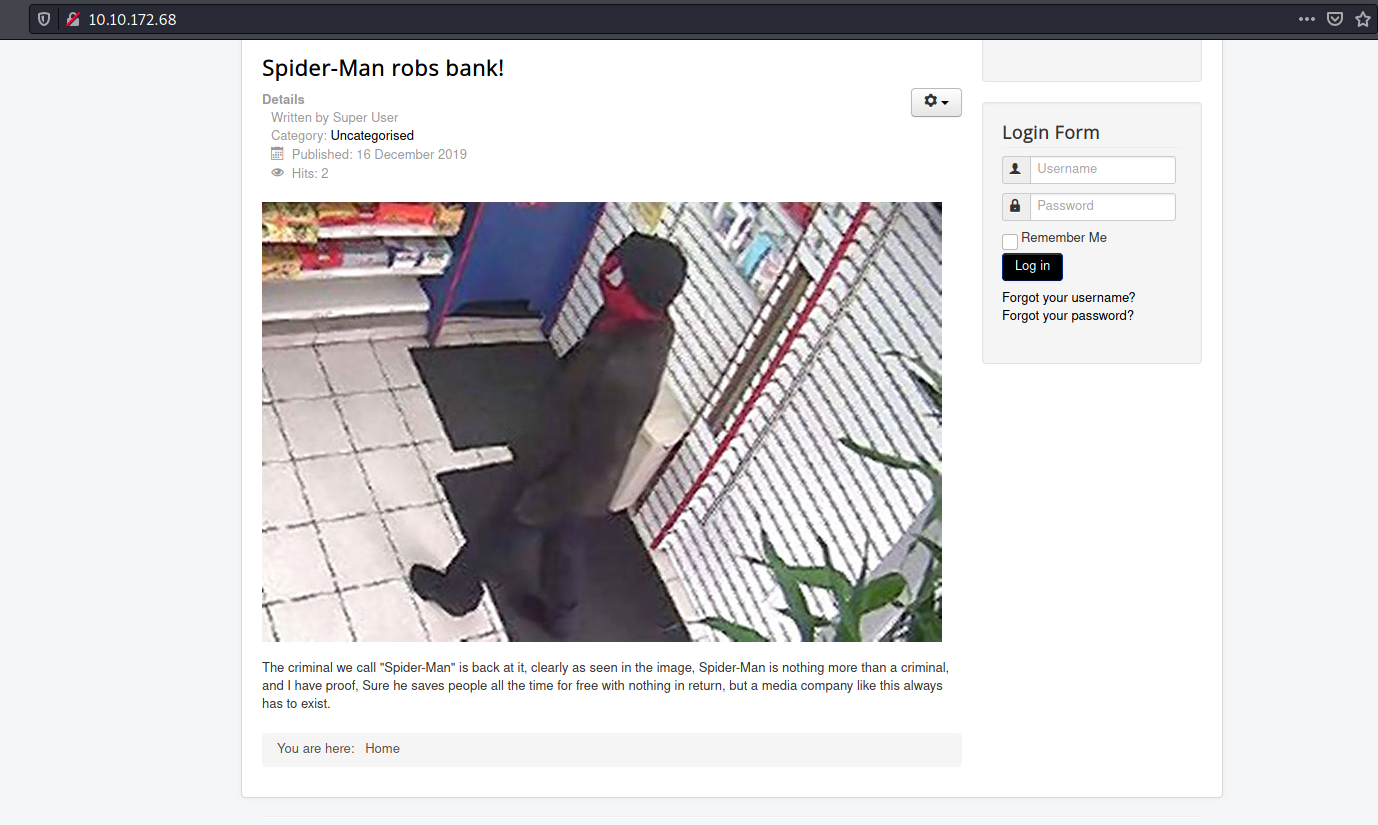 10.10.172.68
Spider-Man robs bank!
Details
Written by Super User
Category: Uncategorised
Published: 16 December 2019
Hits: 2
The criminal we call "Spider-Man" is back at it, clearly as seen in the image, Spider-Man is nothing more than a criminal,
and I have proof, Sure he saves people all the time for free with nothing in return, but a media company like this always
has to exist.
You are here: Home
Login Form
Username
Password
Remember Me
Log in
Forgot your username?
Forgot your password?